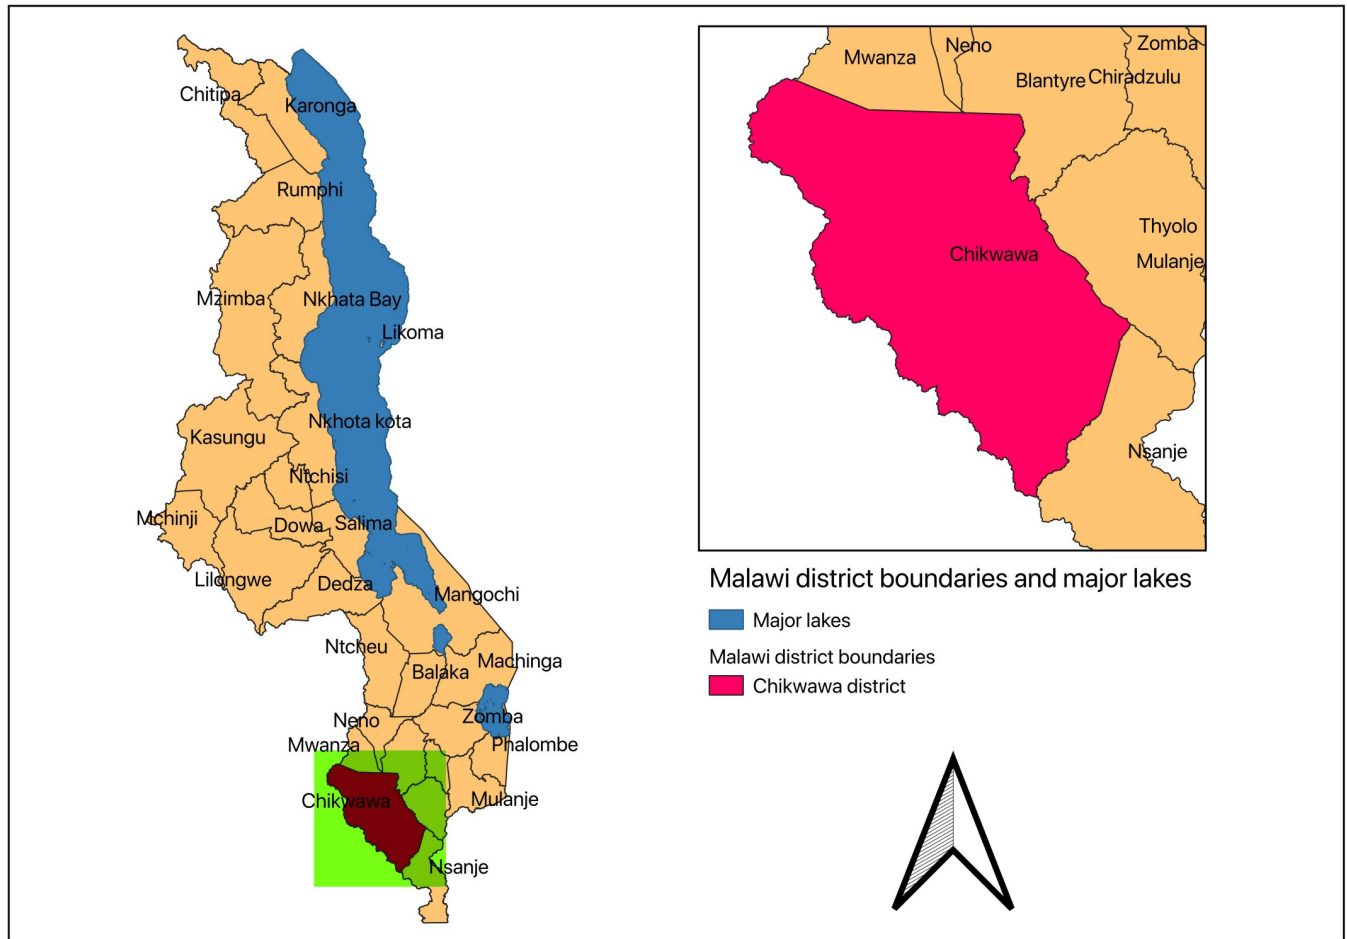 Chitipa
Karonga
Rumphi
Mzimba
Nkhata Bay
Likoma
Nkhota kota
Kasungu
Ntchisi
Mchinji
Dowa
Salima
Lilongwe
Dedza
Mangochi
Ntcheu
Balaka
Machinga
Neno
Zomba
Mwanza
Phalombe
Chikwawa
Mulanje
Nsanje
Mwanza
Neno
Zomba
Blantyre
Chiradzulu
Thyolo
Chikwawa
Mulanje
Nsanje
Malawi district boundaries and major lakes
Major lakes
Malawi district boundaries
Chikwawa district